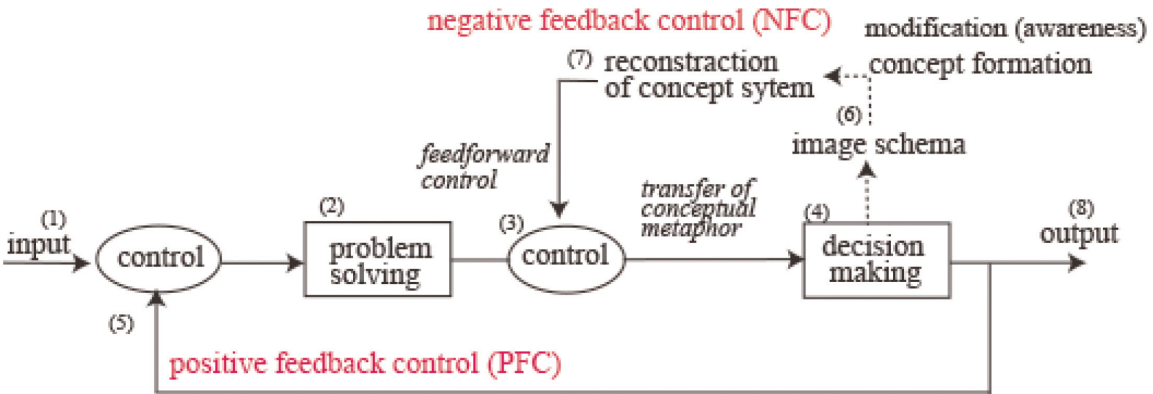 negative feedback control (NFC)
modification (awareness)
concept formation
(7) reconstraction
of concept sytem
(6)
image schema
feedforward
control
transfer of
conceptual
metaphor
(1)
input
control
(2)
problem
solving
(3)
control
(4)
decision
making
(8)
output
(5)
positive feedback control (PFC)